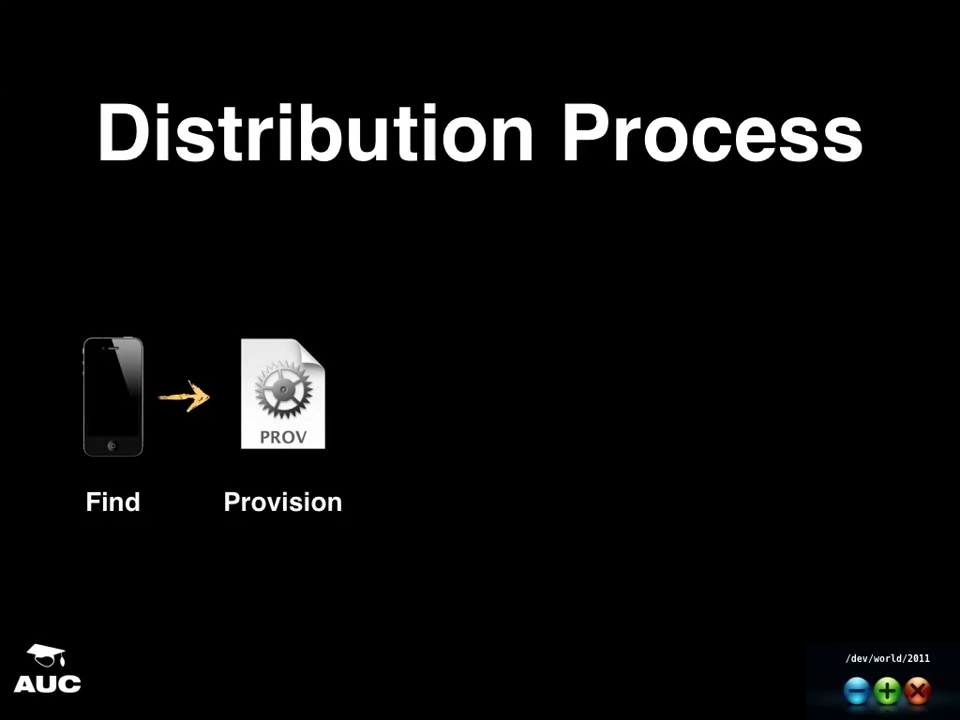 Distribution Process
PROV
Find
Provision
AUC
/dev/world/2011